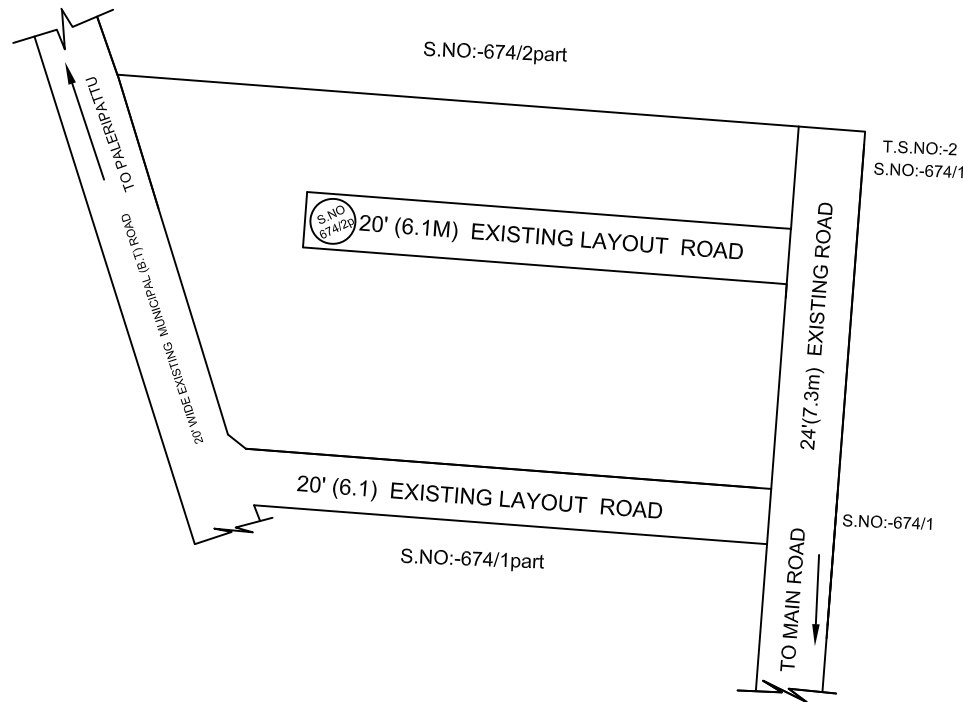 S.NO:-674/2part
T.S.NO:-2
S.NO:-674/1
TO PALERIPATTU
20' WIDE EXISTING MUNICIPAL (B.T) ROAD
S.NO
674/2p
20' (6.1M) EXISTING LAYOUT ROAD
24'(7.3m) EXISTING ROAD
20' (6.1) EXISTING LAYOUT ROAD
S.NO:-674/1
S.NO:-674/1part
TO MAIN ROAD